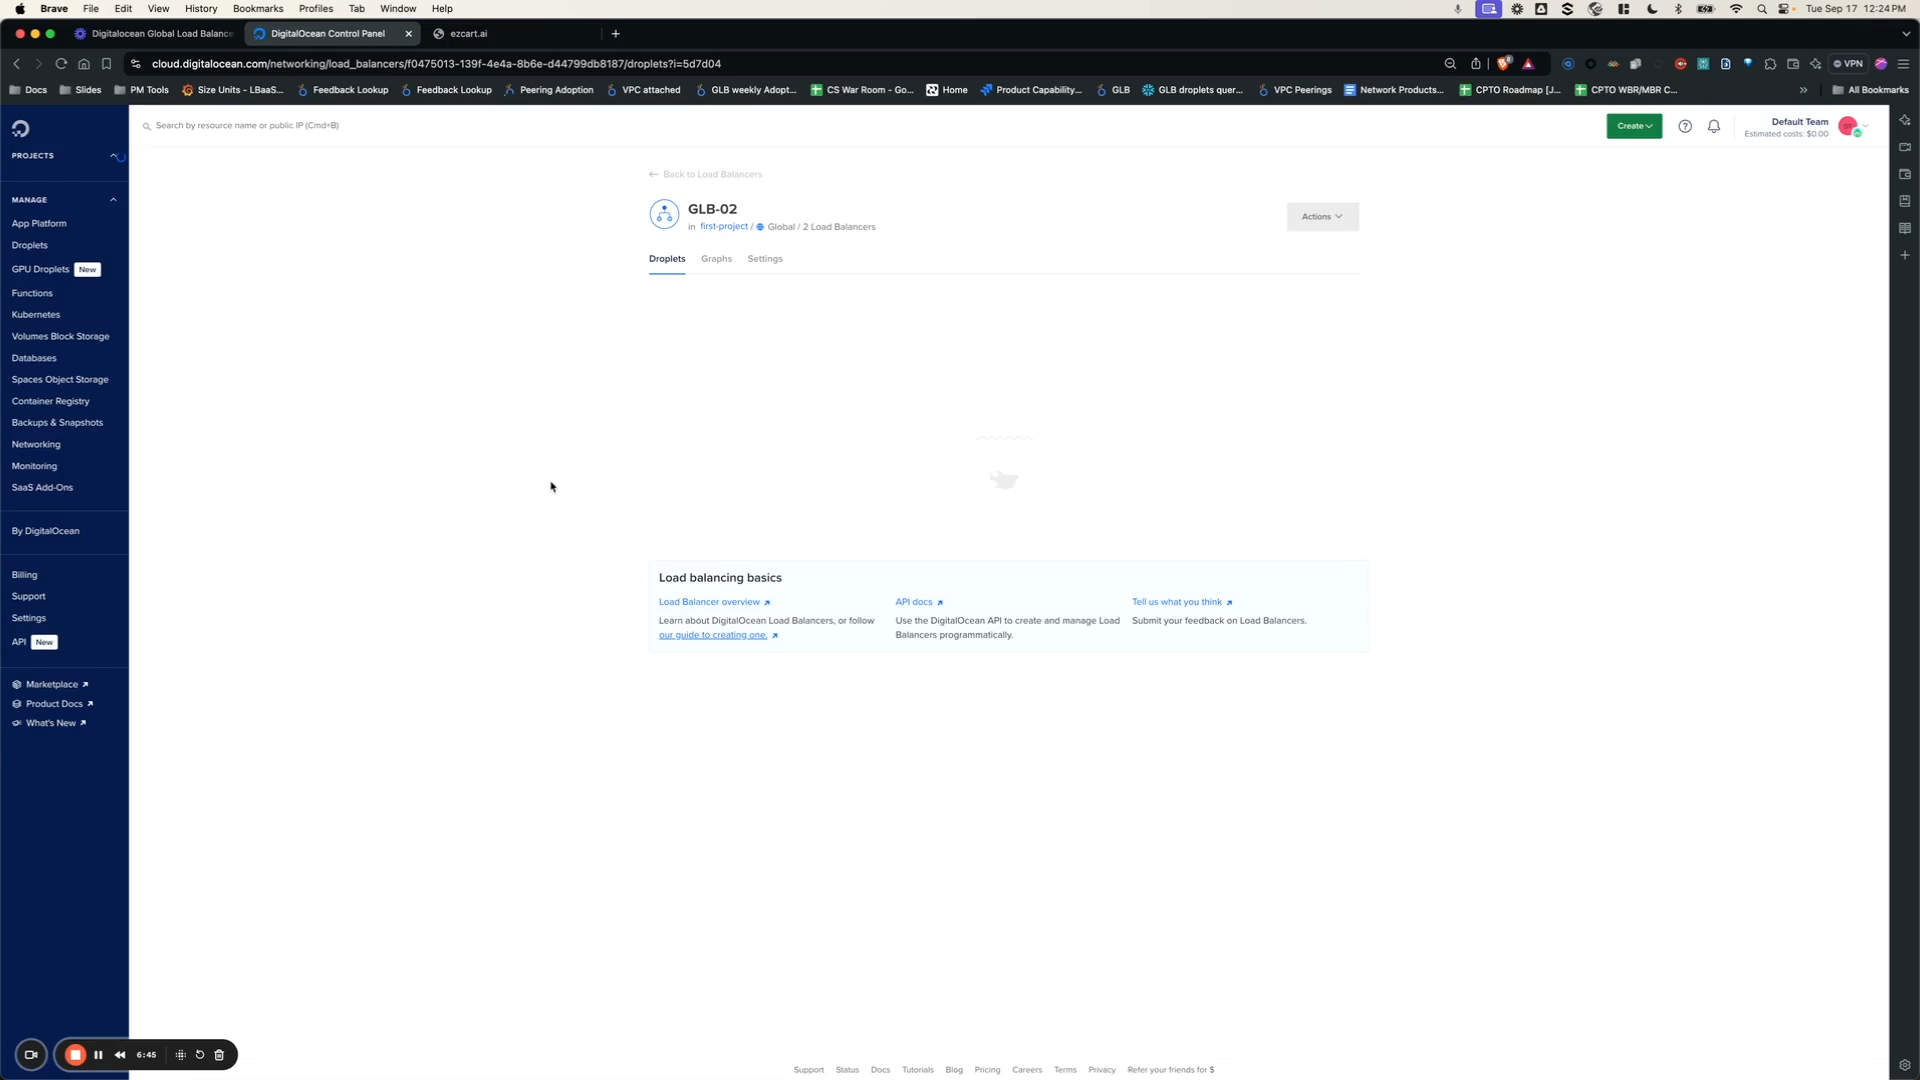 Brave File Edit View History Bookmarks Profiles Tab Window Help Tue Sep 17 12:24 PM
Digitalocean Global Load Balance DigitalOcean Control Panel ezcart.ai
cloud.digitalocean.com/networking/load_balancers/f0475013-139f-4e4a-8b6e-d44799db8187/droplets?i=5d7d04 VPN
Docs Slides PM Tools Size Units - LBaaS... Feedback Lookup Feedback Lookup Peering Adoption VPC attached GLB weekly Adopt... CS War Room - Go... Home Product Capability... GLB GLB droplets quer... VPC Peerings Network Products... CPTO Roadmap [J... CPTO WBR/MBR C... All Bookmarks
Search by resource name or public IP (Cmd+B)
Create
Default Team
Estimated costs: $0.00
PROJECTS
MANAGE
App Platform
Droplets
GPU Droplets New
Functions
Kubernetes
Volumes Block Storage
Databases
Spaces Object Storage
Container Registry
Backups & Snapshots
Networking
Monitoring
SaaS Add-Ons
By DigitalOcean
Billing
Support
Settings
API New
Marketplace
Product Docs
What's New
Back to Load Balancers
GLB-02
in first-project / Global / 2 Load Balancers
Actions
Droplets Graphs Settings
Load balancing basics
Load Balancer overview
Learn about DigitalOcean Load Balancers, or follow
our guide to creating one.
API docs
Use the DigitalOcean API to create and manage Load
Balancers programmatically.
Tell us what you think
Submit your feedback on Load Balancers.
6:45
Support Status Docs Tutorials Blog Pricing Careers Terms Privacy Refer your friends for $